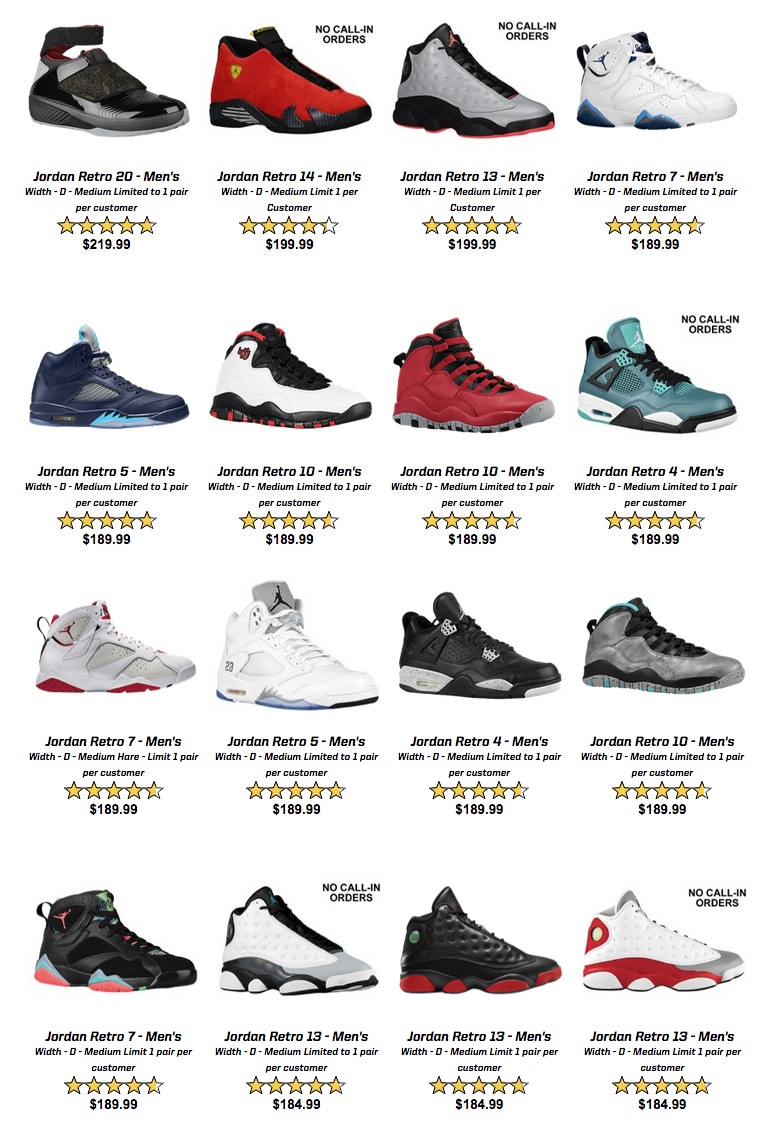 NO CALL-IN
ORDERS
NO CALL-IN
ORDERS
Jordan Retro 20 - Men's
Width - D - Medium Limited to 1 pair
per customer
$219.99
Jordan Retro 14 - Men's
Width - D - Medium Limit 1 per
Customer
$199.99
Jordan Retro 13 - Men's
Width - D - Medium Limit 1 per
Customer
$199.99
Jordan Retro 7 - Men's
Width - D - Medium Limited to 1 pair
per customer
$189.99
NO CALL-IN
ORDERS
Jordan Retro 5 - Men's
Width - D - Medium Limited to 1 pair
per customer
$189.99
Jordan Retro 10 - Men's
Width - D - Medium Limited to 1 pair
per customer
$189.99
Jordan Retro 10 - Men's
Width - D - Medium Limited to 1 pair
per customer
$189.99
Jordan Retro 4 - Men's
Width - D - Medium Limited to 1 pair
per customer
$189.99
23
Jordan Retro 7 - Men's
Width - D - Medium Hare - Limit 1 pair
per customer
$189.99
Jordan Retro 5 - Men's
Width - D - Medium Limited to 1 pair
per customer
$189.99
Jordan Retro 4 - Men's
Width - D - Medium Limited to 1 pair
per customer
$189.99
Jordan Retro 10 - Men's
Width - D - Medium Limited to 1 pair
per customer
$189.99
NO CALL-IN
ORDERS
NO CALL-IN
ORDERS
Jordan Retro 7 - Men's
Width - D - Medium Limit 1 pair per
customer
$189.99
Jordan Retro 13 - Men's
Width - D - Medium Limited to 1 pair
per customer
$184.99
Jordan Retro 13 - Men's
Width - D - Medium Limit 1 pair per
customer
$184.99
Jordan Retro 13 - Men's
Width - D - Medium Limit 1 pair per
customer
$184.99